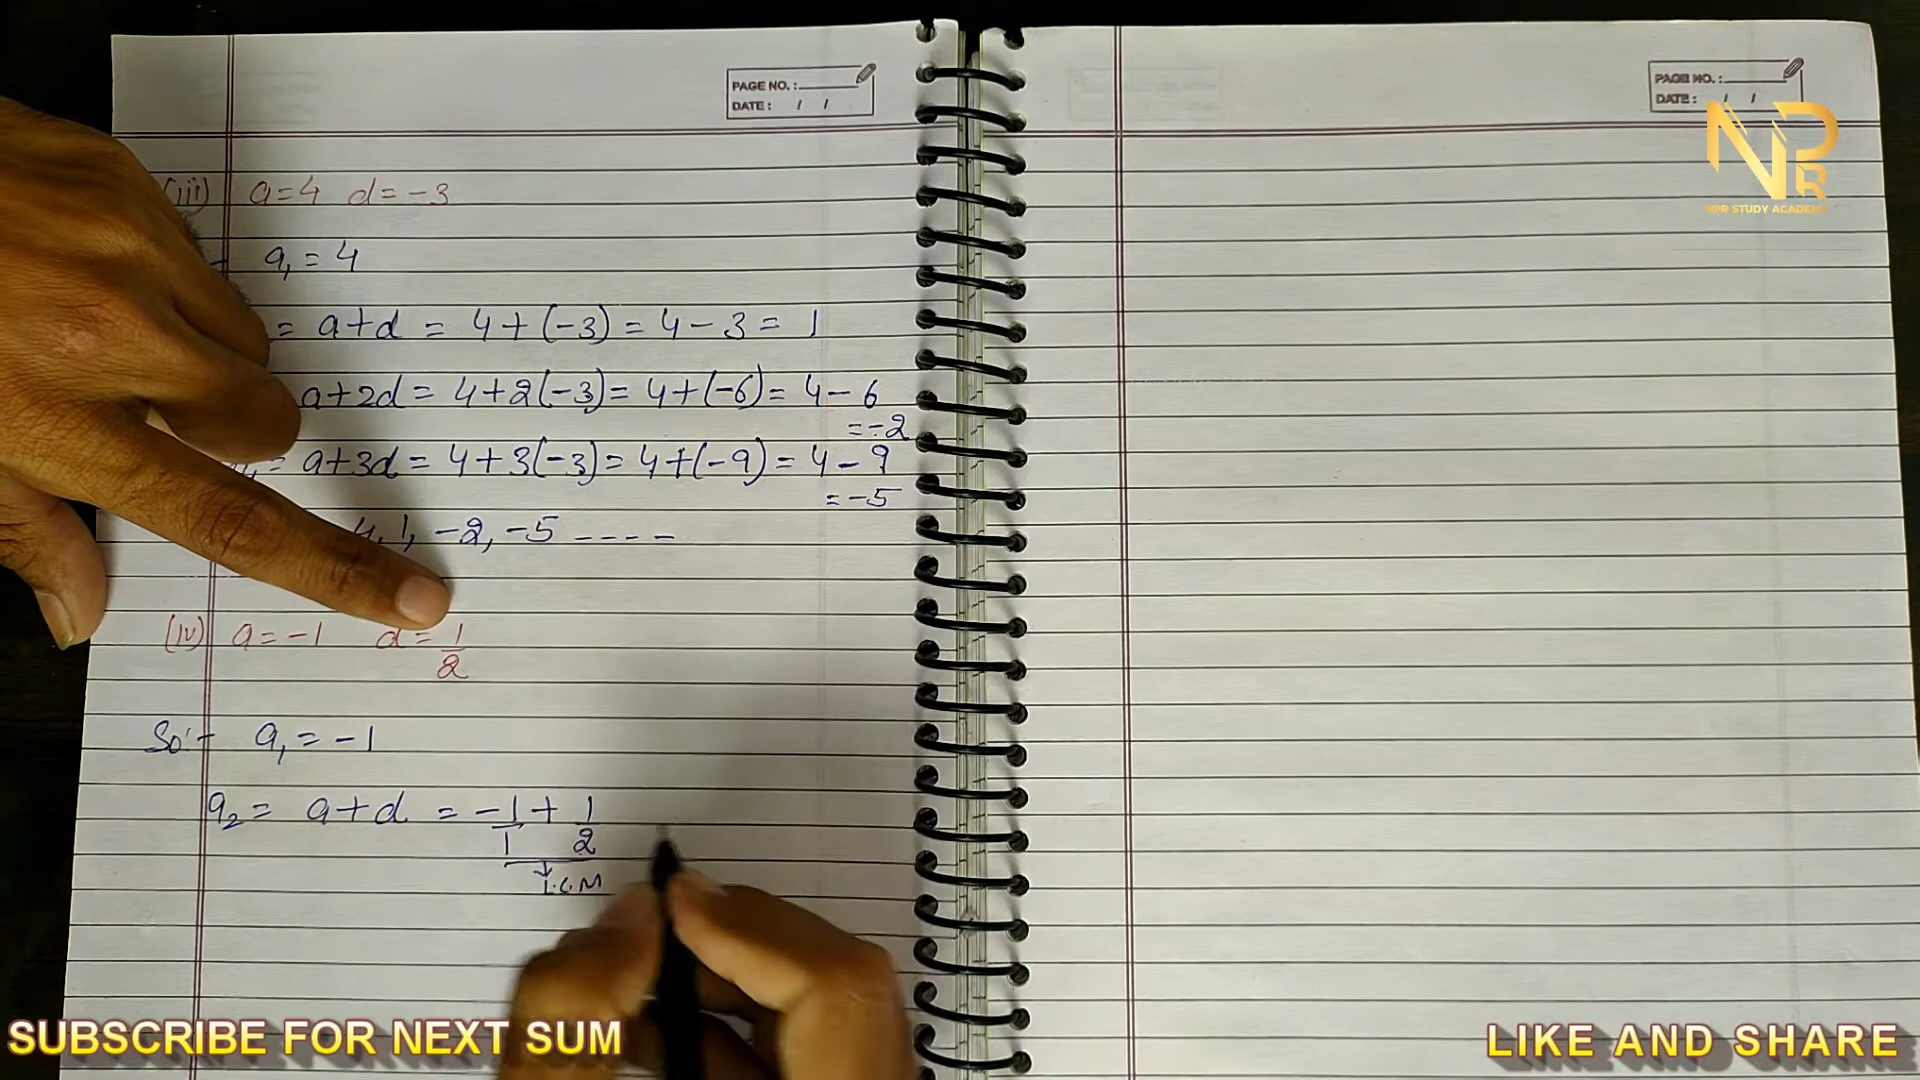 PAGE NO. :
DATE : / /
PAGE NO. :
DATE : / /
NPR
NPR STUDY ACADEMY
(iii) a = 4 d = -3
a₁ = 4
= a + d = 4 + (-3) = 4 - 3 = 1
a + 2d = 4 + 2(-3) = 4 + (-6) = 4 - 6
= -2
= a + 3d = 4 + 3(-3) = 4 + (-9) = 4 - 9
= -5
4, 1, -2, -5 ----
(iv) a = -1 d = 1/2
So:- a₁ = -1
a₂ = a + d = -1/1 + 1/2
L.C.M
SUBSCRIBE FOR NEXT SUM
LIKE AND SHARE